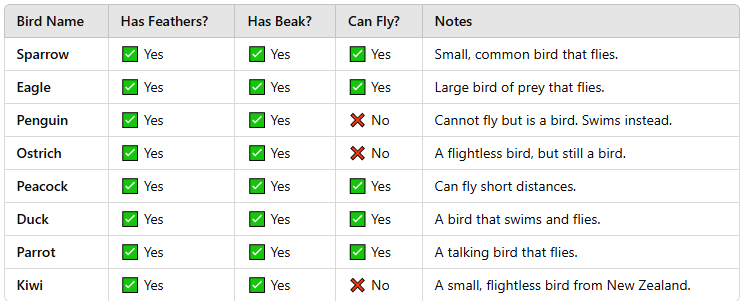 Bird Name Has Feathers? Has Beak? Can Fly? Notes
Sparrow ✅ Yes ✅ Yes ✅ Yes Small, common bird that flies.
Eagle ✅ Yes ✅ Yes ✅ Yes Large bird of prey that flies.
Penguin ✅ Yes ✅ Yes ❌ No Cannot fly but is a bird. Swims instead.
Ostrich ✅ Yes ✅ Yes ❌ No A flightless bird, but still a bird.
Peacock ✅ Yes ✅ Yes ✅ Yes Can fly short distances.
Duck ✅ Yes ✅ Yes ✅ Yes A bird that swims and flies.
Parrot ✅ Yes ✅ Yes ✅ Yes A talking bird that flies.
Kiwi ✅ Yes ✅ Yes ❌ No A small, flightless bird from New Zealand.